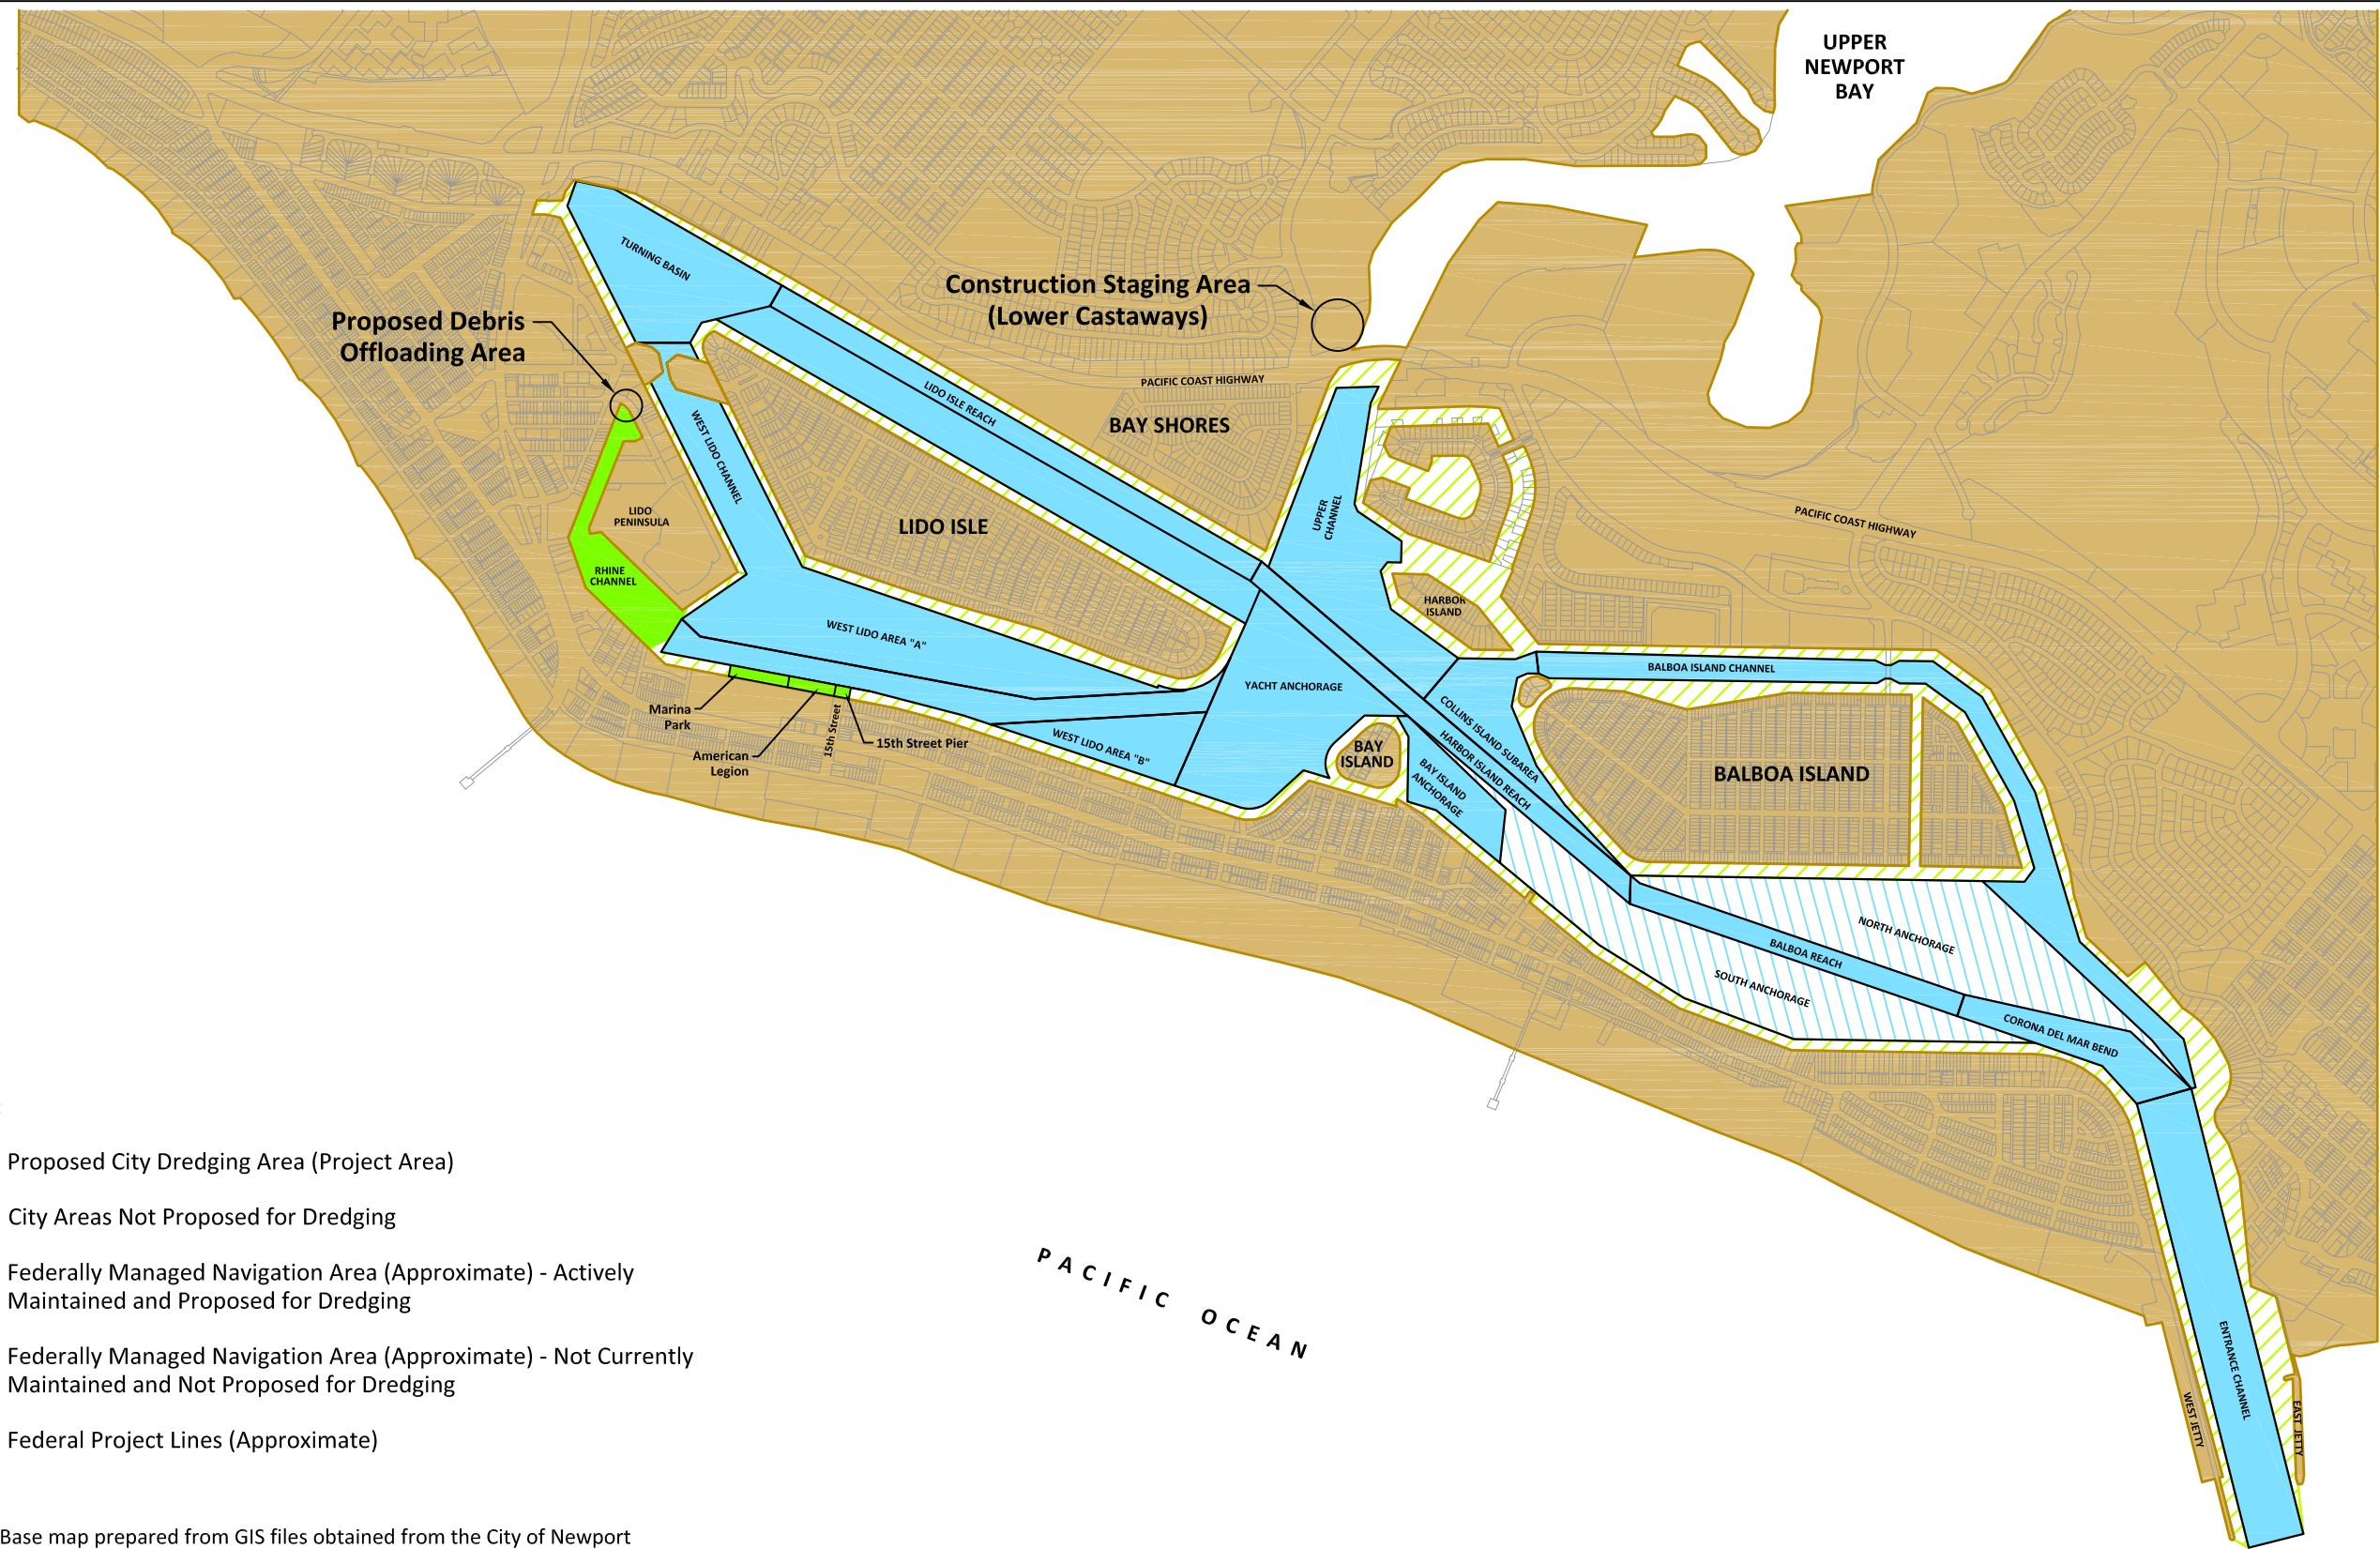 UPPER
NEWPORT
BAY
TURNING BASIN
Construction Staging Area
(Lower Castaways)
Proposed Debris
Offloading Area
PACIFIC COAST HIGHWAY
LIDO ISLE REACH
BAY SHORES
WEST LIDO CHANNEL
LIDO
PENINSULA
LIDO ISLE
UPPER
CHANNEL
PACIFIC COAST HIGHWAY
RHINE
CHANNEL
HARBOR
ISLAND
WEST LIDO AREA "A"
BALBOA ISLAND CHANNEL
YACHT ANCHORAGE
Marina
Park
American
Legion
15th Street
15th Street Pier
WEST LIDO AREA "B"
BAY
ISLAND
COLLINS ISLAND SUBAREA
HARBOR ISLAND REACH
BAY ISLAND
ANCHORAGE
BALBOA ISLAND
NORTH ANCHORAGE
BALBOA REACH
SOUTH ANCHORAGE
CORONA DEL MAR BEND
Proposed City Dredging Area (Project Area)
City Areas Not Proposed for Dredging
Federally Managed Navigation Area (Approximate) - Actively
Maintained and Proposed for Dredging
Federally Managed Navigation Area (Approximate) - Not Currently
Maintained and Not Proposed for Dredging
Federal Project Lines (Approximate)
PACIFIC OCEAN
ENTRANCE CHANNEL
WEST JETTY
EAST JETTY
Base map prepared from GIS files obtained from the City of Newport